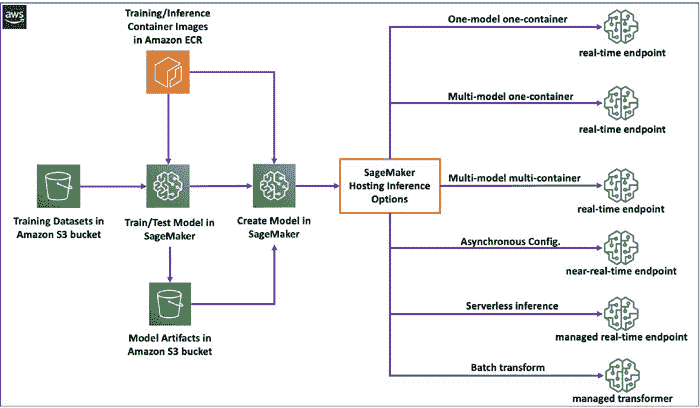 aws
Training/Inference
Container Images
in Amazon ECR
One-model one-container
real-time endpoint
Multi-model one-container
real-time endpoint
SageMaker
Hosting Inference
Options
Multi-model multi-container
real-time endpoint
Training Datasets in
Amazon S3 bucket
Train/Test Model in
SageMaker
Create Model in
SageMaker
Asynchronous Config.
near-real-time endpoint
Serverless inference
managed real-time endpoint
Model Artifacts in
Amazon S3 bucket
Batch transform
managed transformer